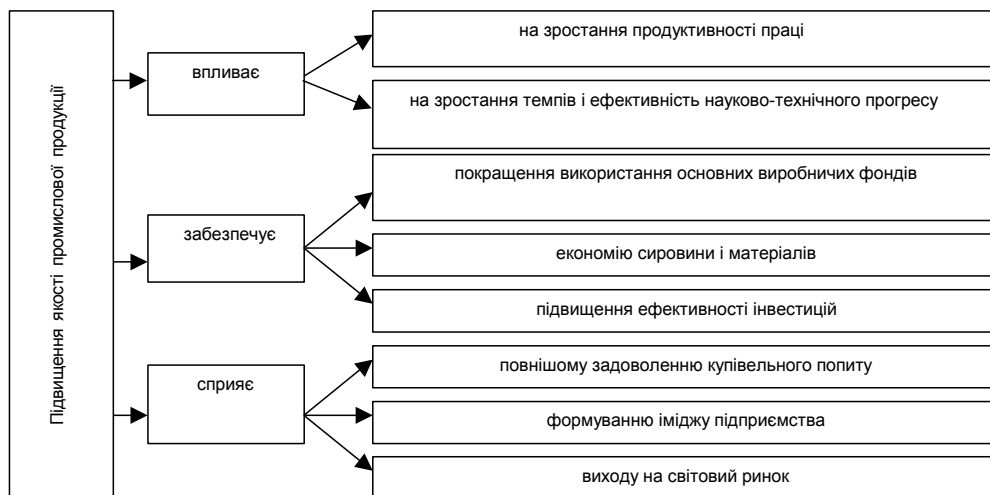 Підвищення якості промислової продукції
впливає
на зростання продуктивності праці
на зростання темпів і ефективність науково-технічного прогресу
забезпечує
покращення використання основних виробничих фондів
економію сировини і матеріалів
підвищення ефективності інвестицій
сприяє
повнішому задоволенню купівельного попиту
формуванню іміджу підприємства
виходу на світовий ринок